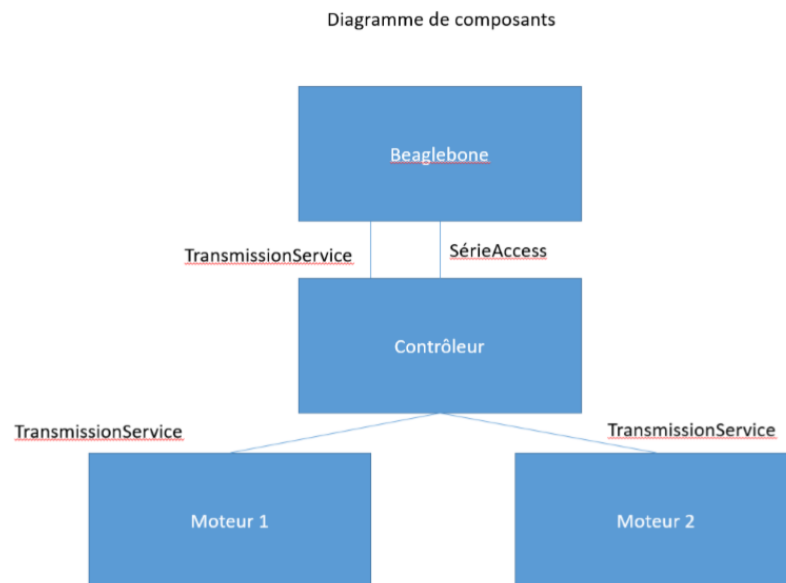 Diagramme de composants
Beaglebone
TransmissionService
SérieAccess
Contrôleur
TransmissionService
TransmissionService
Moteur 1
Moteur 2